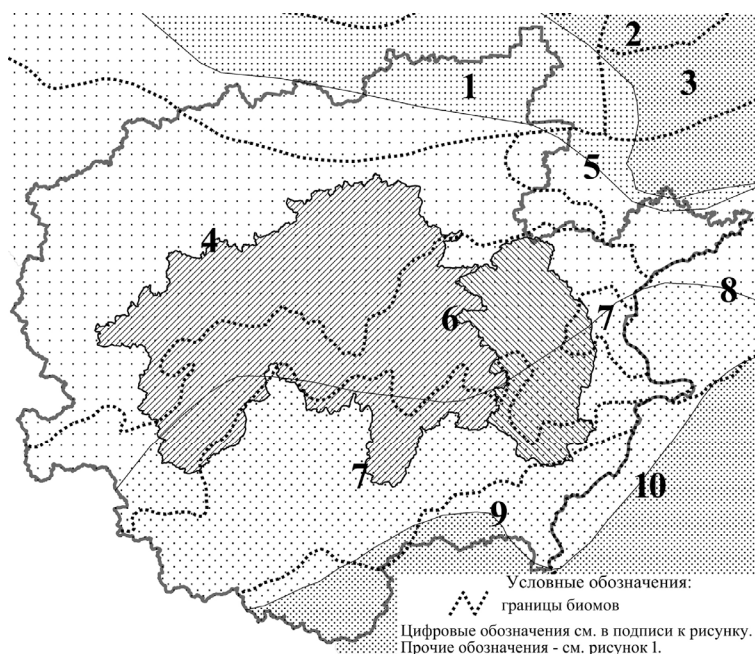 2
1
3
5
4
8
6
7
7
10
9
Условные обозначения:
границы биомов
Цифровые обозначения см. в подписи к рисунку.
Прочие обозначения - см. рисунок 1.